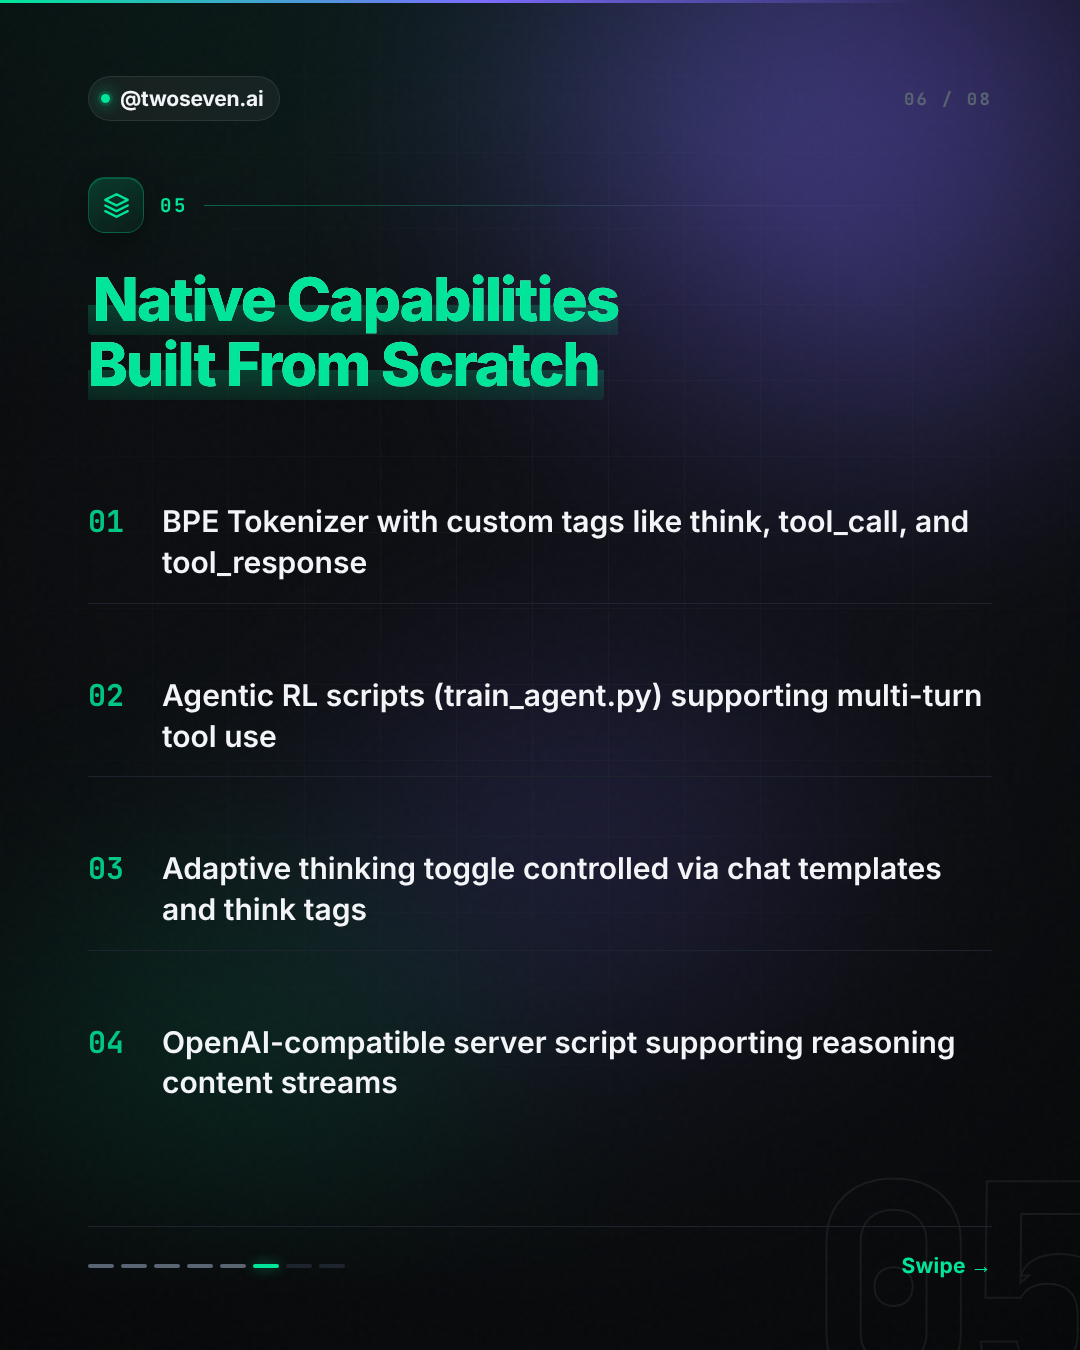 @twoseven.ai
06 / 08
05
Native Capabilities
Built From Scratch
01 BPE Tokenizer with custom tags like think, tool_call, and
tool_response
02 Agentic RL scripts (train_agent.py) supporting multi-turn
tool use
03 Adaptive thinking toggle controlled via chat templates
and think tags
04 OpenAI-compatible server script supporting reasoning
content streams
Swipe →
05